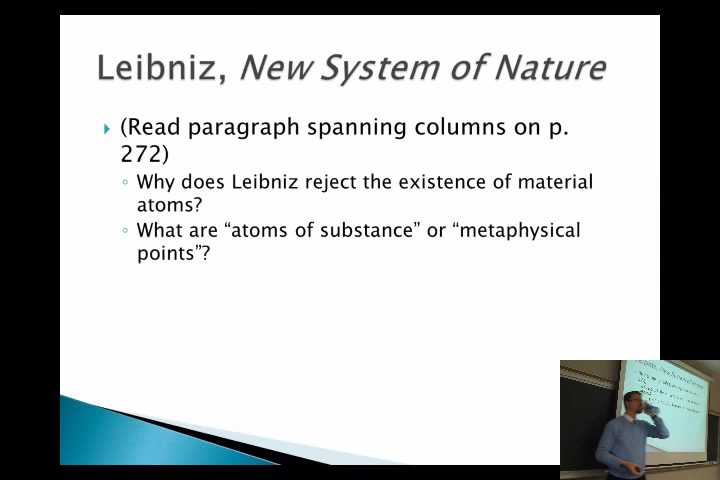 Leibniz, New System of Nature
(Read paragraph spanning columns on p.
272)
Why does Leibniz reject the existence of material
atoms?
What are “atoms of substance” or “metaphysical
points”?